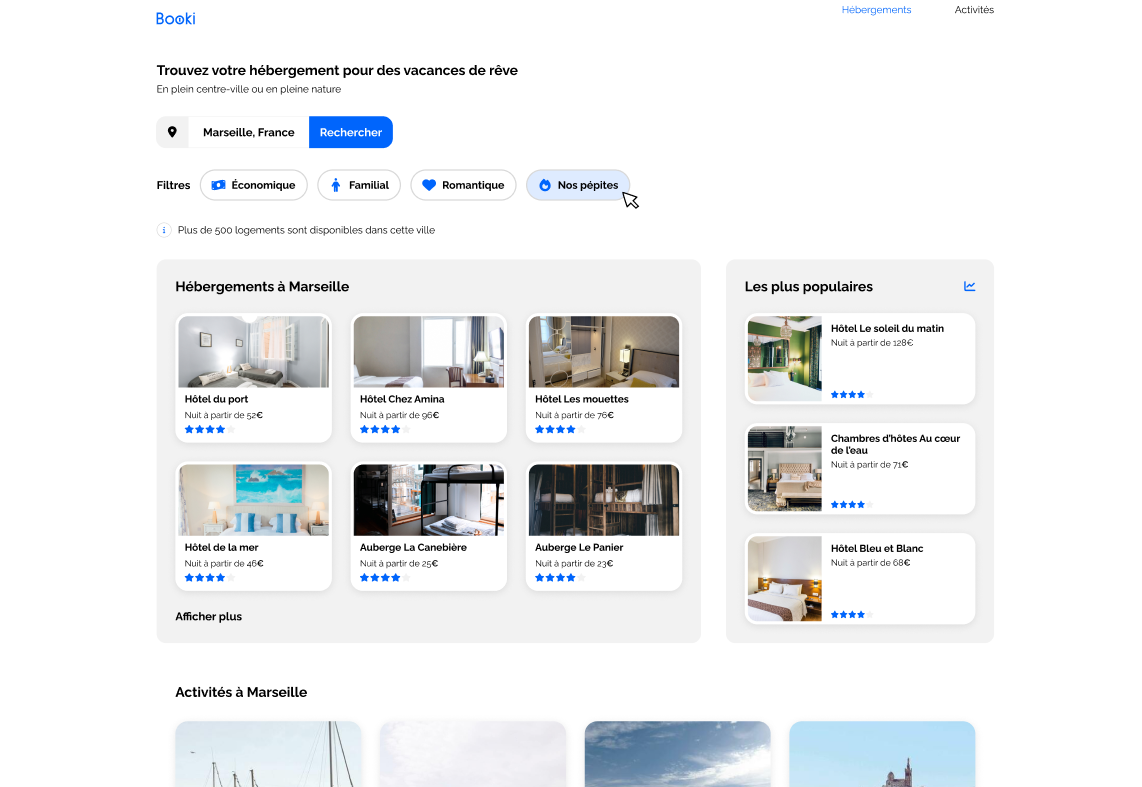 Booki
Hébergements
Activités
Trouvez votre hébergement pour des vacances de rêve
En plein centre-ville ou en pleine nature
Marseille, France
Rechercher
Filtres
Économique
Familial
Romantique
Nos pépites
Plus de 500 logements sont disponibles dans cette ville
Hébergements à Marseille
Hôtel du port
Nuit à partir de 52€
Hôtel Chez Amina
Nuit à partir de 96€
Hôtel Les mouettes
Nuit à partir de 76€
Hôtel de la mer
Nuit à partir de 46€
Auberge La Canebière
Nuit à partir de 25€
Auberge Le Panier
Nuit à partir de 23€
Afficher plus
Les plus populaires
Hôtel Le soleil du matin
Nuit à partir de 128€
Chambres d'hôtes Au cœur
de l'eau
Nuit à partir de 71€
Hôtel Bleu et Blanc
Nuit à partir de 68€
Activités à Marseille